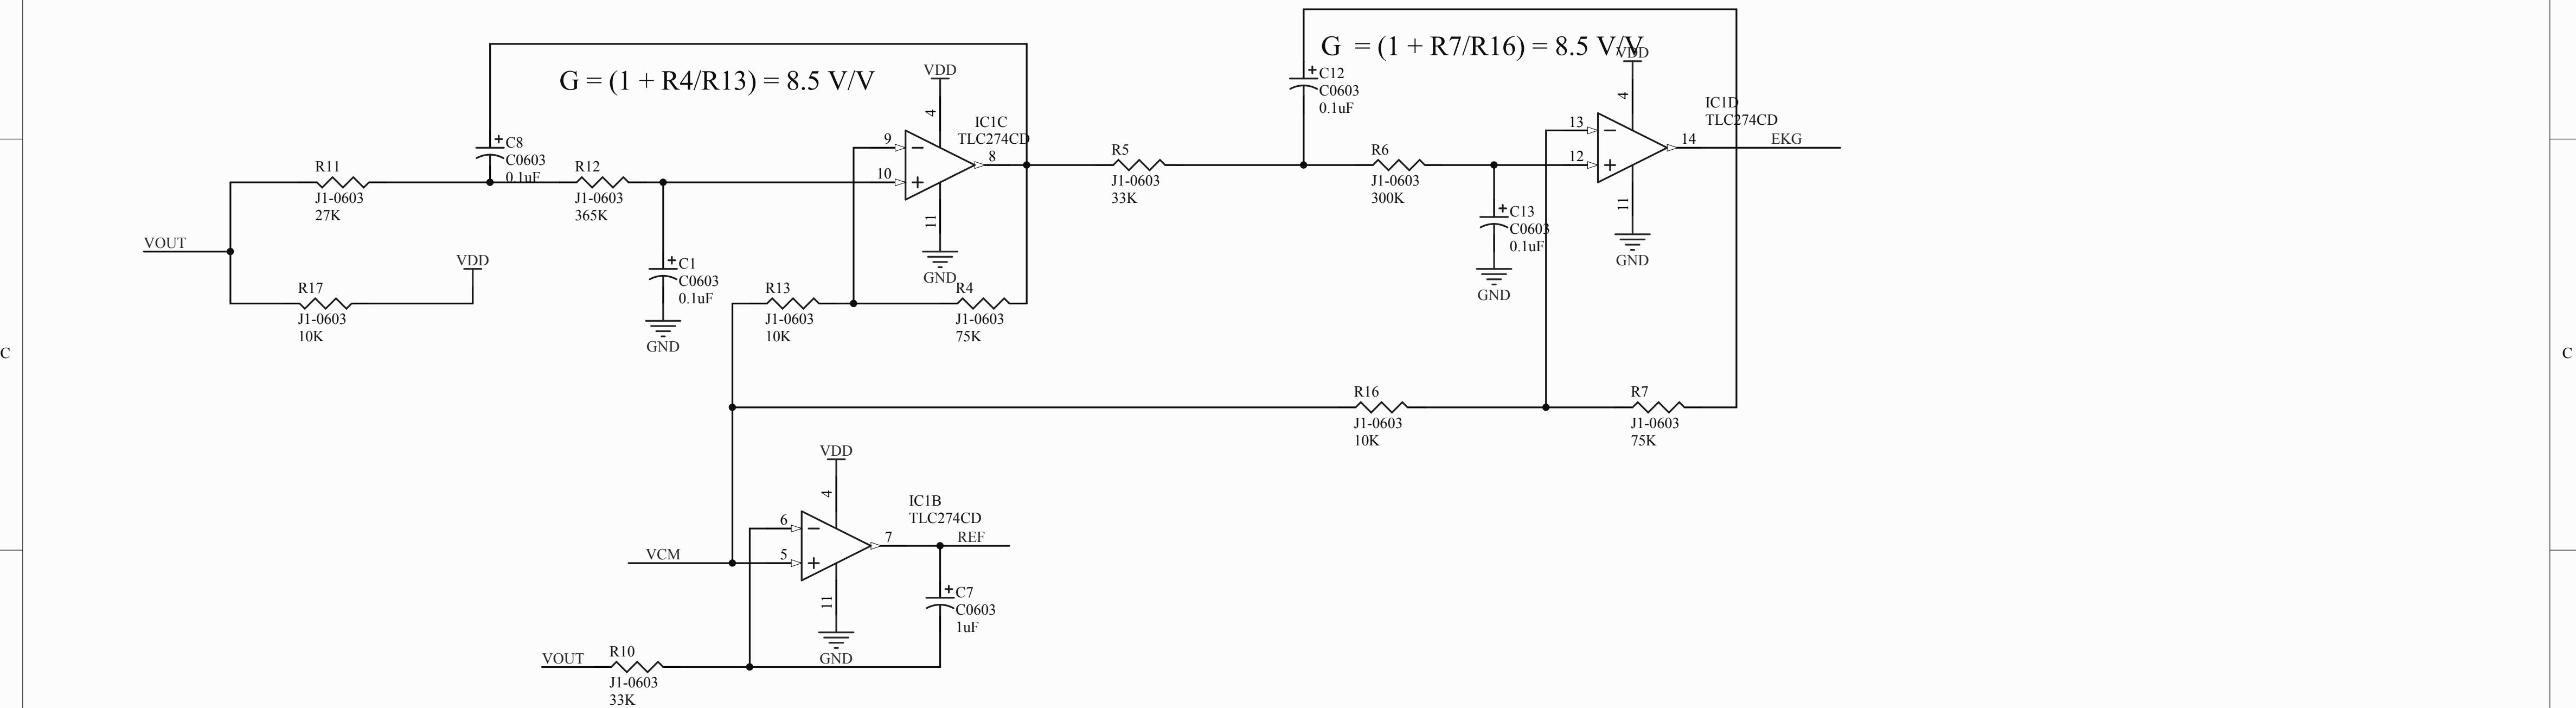 G = (1 + R7/R16) = 8.5 V/V
VDD
G = (1 + R4/R13) = 8.5 V/V
VDD
C12
C0603
0.1uF
4
4
IC1D
TLC274CD
IC1C
TLC274CD
13
14
EKG
9
8
C8
C0603
0.1uF
12
R5
J1-0603
33K
R6
J1-0603
300K
R11
J1-0603
27K
R12
J1-0603
365K
10
11
11
C13
C0603
0.1uF
GND
GND
VOUT
VDD
C1
C0603
0.1uF
GND
GND
R17
J1-0603
10K
R13
J1-0603
10K
R4
J1-0603
75K
C
C
R16
J1-0603
10K
R7
J1-0603
75K
VDD
4
IC1B
TLC274CD
6
7
REF
VCM
5
11
C7
C0603
1uF
GND
VOUT
R10
J1-0603
33K